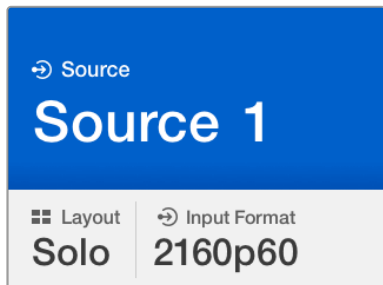 Source
Source 1
Layout
Solo
Input Format
2160p60